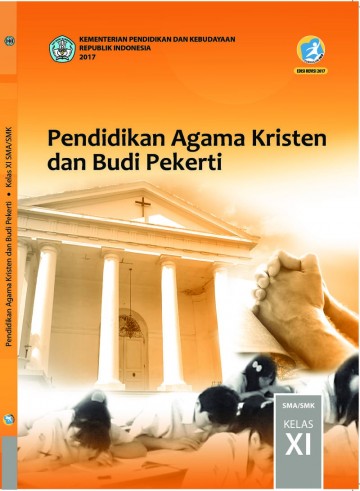 KEMENTERIAN PENDIDIKAN DAN KEBUDAYAAN
REPUBLIK INDONESIA
2017
EDISI REVISI 2017
Pendidikan Agama Kristen
dan Budi Pekerti
SMA/SMK
KELAS
XI
Pendidikan Agama Kristen dan Budi Pekerti • Kelas XI SMA/SMK